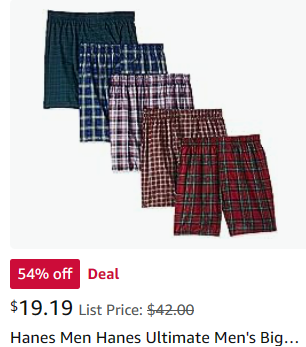 54% off Deal
$19.19 List Price: $42.00
Hanes Men Hanes Ultimate Men's Big...